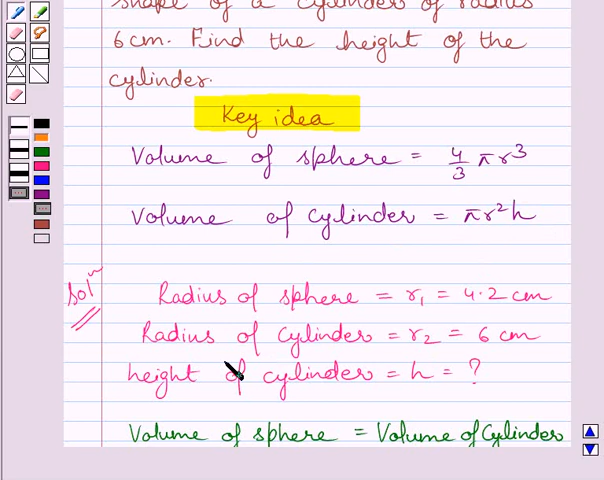 shape of a cylinder of radius
6 cm. Find the height of the
cylinder.
Key idea
Volume of sphere = 4/3 πr³
Volume of cylinder = πr²h
Solⁿ
Radius of sphere = r₁ = 4.2 cm
Radius of cylinder = r₂ = 6 cm
height of cylinder = h = ?
Volume of sphere = Volume of Cylinder